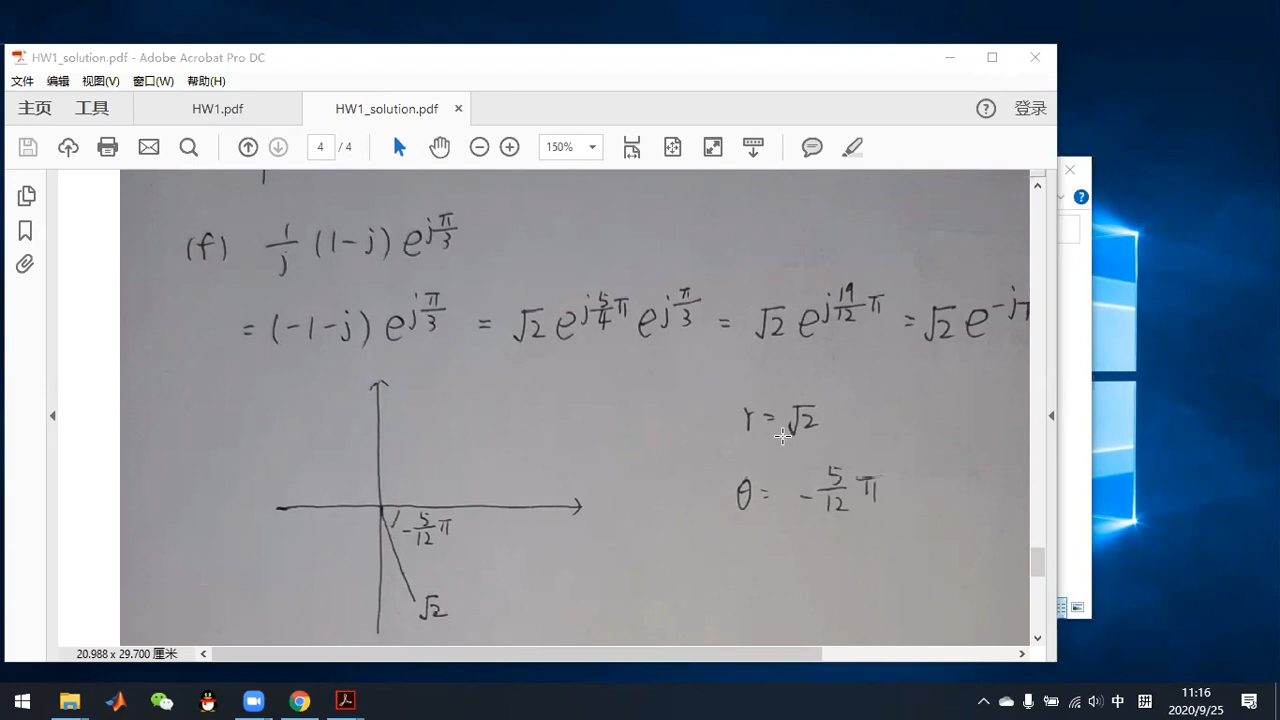 HW1_solution.pdf - Adobe Acrobat Pro DC
文件 编辑 视图(V) 窗口(W) 帮助(H)
主页 工具 HW1.pdf HW1_solution.pdf × ? 登录
4 / 4 150%
(f) 1/j (1-j) e^{jπ/3}
= (-1-j) e^{jπ/3} = √2 e^{j5/4π} e^{jπ/3} = √2 e^{j19/12π} = √2 e^{-j
r = √2
θ = -5/12 π
-5/12 π
√2
20.988 x 29.700 厘米
中 拼 11:16
2020/9/25